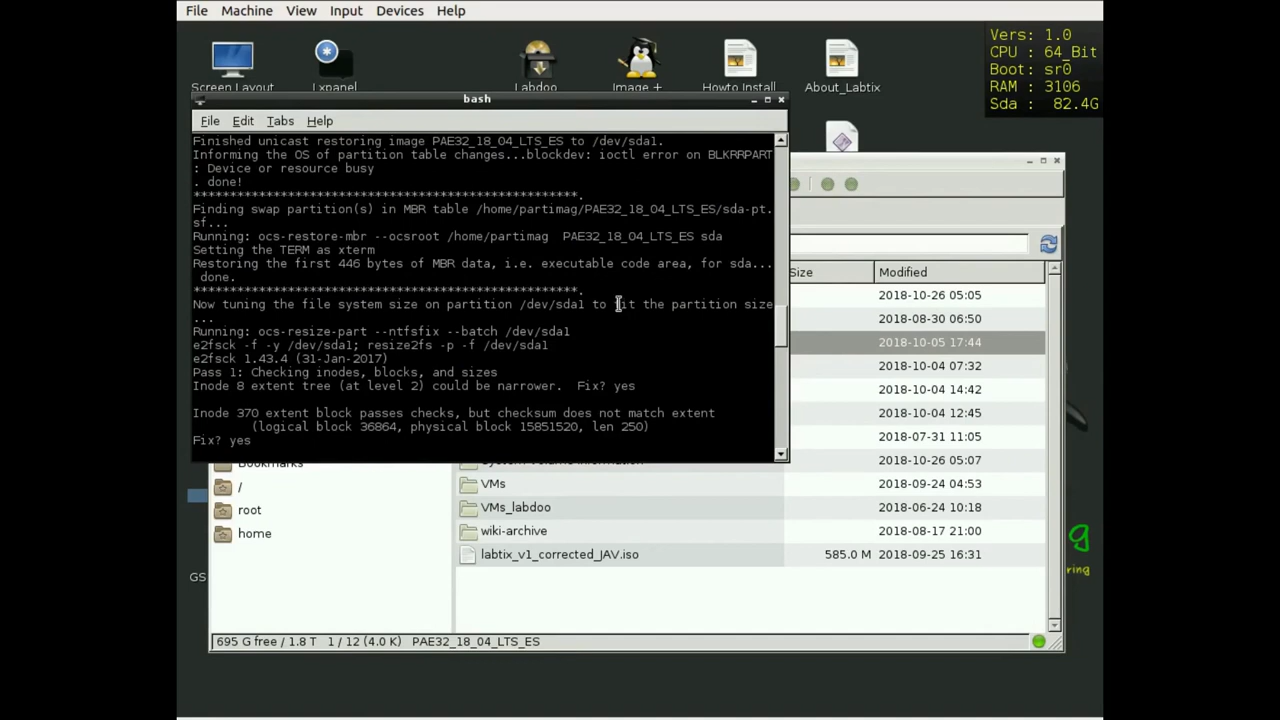 File Machine View Input Devices Help
Vers: 1.0
CPU : 64_Bit
Boot: sr0
RAM : 3106
Sda : 82.4G
Screen Layout
Lxpanel
Labdoo
Image +
Howto Install
About_Labtix
bash
File Edit Tabs Help
Finished unicast restoring image PAE32_18_04_LTS_ES to /dev/sda1.
Informing the OS of partition table changes...blockdev: ioctl error on BLKRRPART
: Device or resource busy
. done!
*****************************************************.
Finding swap partition(s) in MBR table /home/partimag/PAE32_18_04_LTS_ES/sda-pt.
sf...
Running: ocs-restore-mbr --ocsroot /home/partimag  PAE32_18_04_LTS_ES sda
Setting the TERM as xterm
Restoring the first 446 bytes of MBR data, i.e. executable code area, for sda...
 done.
*****************************************************.
Now tuning the file system size on partition /dev/sda1 to fit the partition size
...
Running: ocs-resize-part --ntfsfix --batch /dev/sda1
e2fsck -f -y /dev/sda1; resize2fs -p -f /dev/sda1
e2fsck 1.43.4 (31-Jan-2017)
Pass 1: Checking inodes, blocks, and sizes
Inode 8 extent tree (at level 2) could be narrower.  Fix? yes
Inode 370 extent block passes checks, but checksum does not match extent
(logical block 36864, physical block 15851520, len 250)
Fix? yes
Size Modified
2018-10-26 05:05
2018-08-30 06:50
2018-10-05 17:44
2018-10-04 07:32
2018-10-04 14:42
2018-10-04 12:45
2018-07-31 11:05
System Volume Information 2018-10-26 05:07
Bookmarks
/
root
home
VMs 2018-09-24 04:53
VMs_labdoo 2018-06-24 10:18
wiki-archive 2018-08-17 21:00
labtix_v1_corrected_JAV.iso 585.0 M 2018-09-25 16:31
695 G free / 1.8 T 1 / 12 (4.0 K) PAE32_18_04_LTS_ES
GS
g
ring